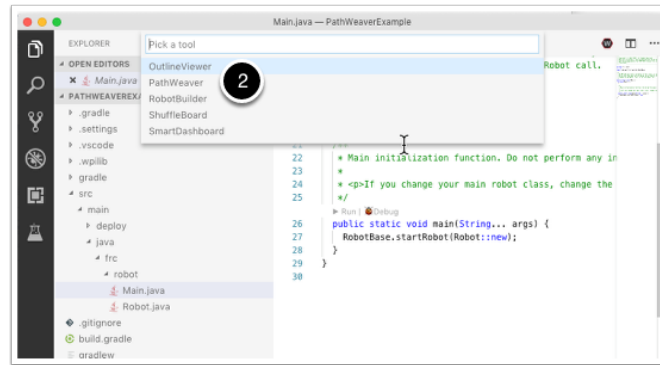 Main.java — PathWeaverExample
EXPLORER
Pick a tool
OPEN EDITORS
OutlineViewer
Robot call.
Main.java
PathWeaver
2
PATHWEAVEREX
RobotBuilder
.gradle
ShuffleBoard
.settings
SmartDashboard
.vscode
21 /**
.wpilib
22 * Main initialization function. Do not perform any in
gradle
23 *
src
24 * <p>If you change your main robot class, change the
main
25 */
Run | Debug
deploy
26 public static void main(String... args) {
java
27 RobotBase.startRobot(Robot::new);
frc
28 }
robot
29 }
Main.java
30
Robot.java
.gitignore
build.gradle
gradlew